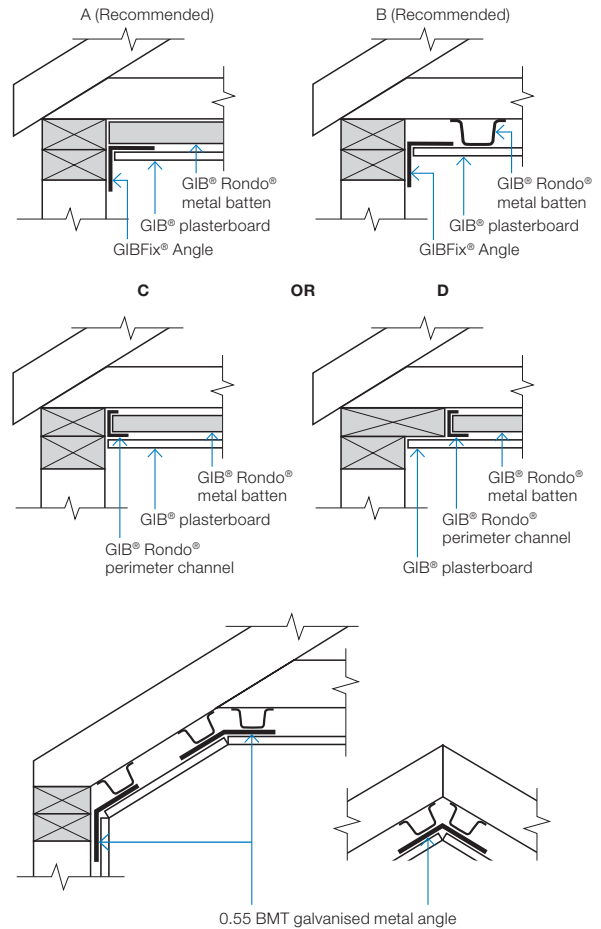 A (Recommended)
B (Recommended)
GIB® Rondo®
metal batten
GIB® plasterboard
GIBFix® Angle
GIB® Rondo®
metal batten
GIB® plasterboard
GIBFix® Angle
C OR D
GIB® Rondo®
metal batten
GIB® plasterboard
GIB® Rondo®
perimeter channel
GIB® Rondo®
metal batten
GIB® Rondo®
perimeter channel
GIB® plasterboard
0.55 BMT galvanised metal angle